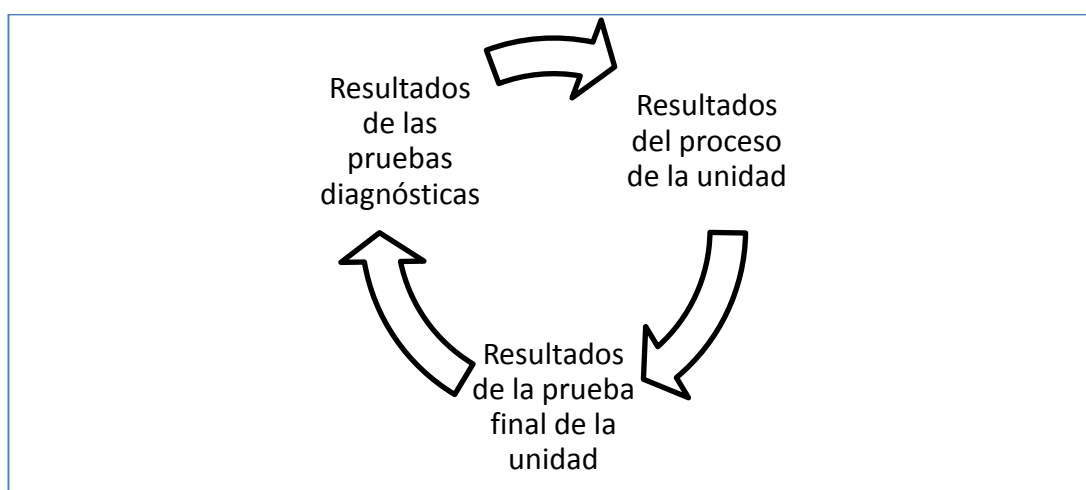 Resultados
de las
pruebas
diagnósticas
Resultados
del proceso
de la unidad
Resultados
de la prueba
final de la
unidad